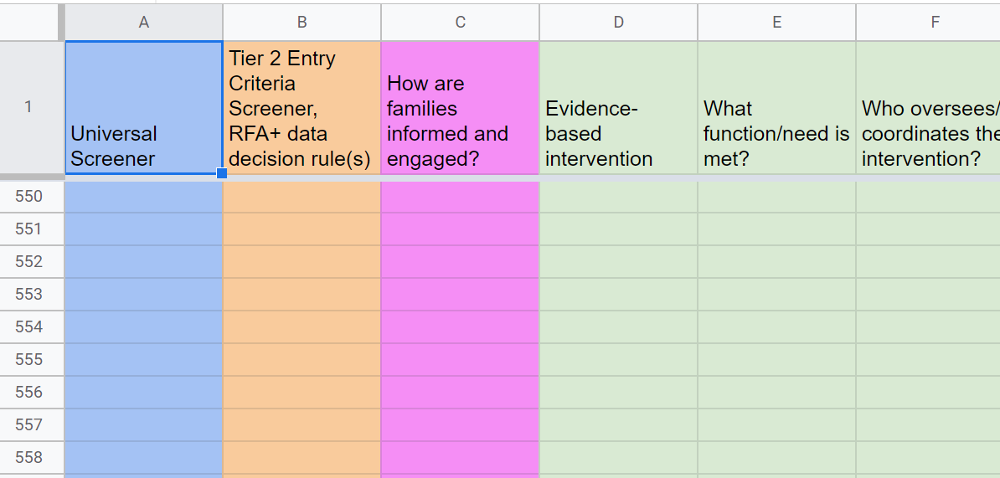 A B C D E F
1
Universal
Screener
Tier 2 Entry
Criteria
Screener,
RFA+ data
decision rule(s)
How are
families
informed and
engaged?
Evidence-
based
intervention
What
function/need is
met?
Who oversees/
coordinates the
intervention?
550
551
552
553
554
555
556
557
558